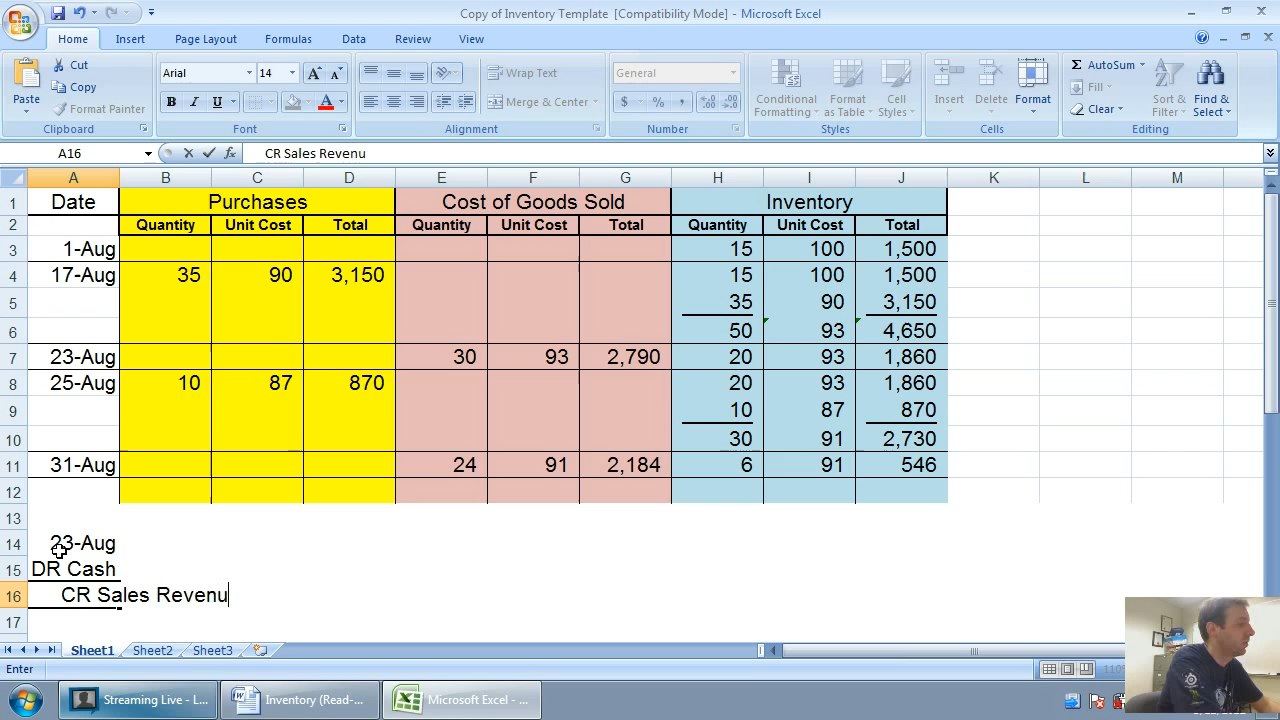 Copy of Inventory Template [Compatibility Mode] - Microsoft Excel
Home Insert Page Layout Formulas Data Review View
Paste Cut Copy Format Painter Clipboard
Arial 14 A A B I U A Font
Wrap Text Merge & Center Alignment
General $ % , Number
Conditional Formatting Format as Table Cell Styles Styles
Insert Delete Format Cells
AutoSum Fill Clear Sort & Filter Find & Select Editing
A16 fx CR Sales Revenu
A B C D E F G H I J K L M
1 Date Purchases Cost of Goods Sold Inventory
2 Quantity Unit Cost Total Quantity Unit Cost Total Quantity Unit Cost Total
3 1-Aug 15 100 1,500
4 17-Aug 35 90 3,150 15 100 1,500
5 35 90 3,150
6 50 93 4,650
7 23-Aug 30 93 2,790 20 93 1,860
8 25-Aug 10 87 870 20 93 1,860
9 10 87 870
10 30 91 2,730
11 31-Aug 24 91 2,184 6 91 546
12
13
14 23-Aug
15 DR Cash
16 CR Sales Revenu
17
Sheet1 Sheet2 Sheet3
Enter
Streaming Live - L... Inventory (Read-... Microsoft Excel - ...